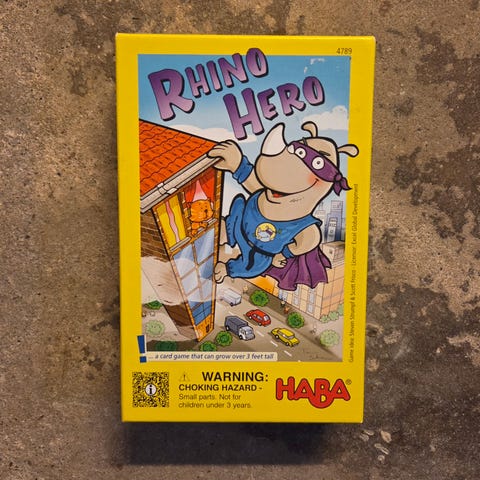 4789
RHINO
HERO
Game idea: Steven Strumpf & Scott Frisco · Licence: Excel Global Development
... a card game that can grow over 3 feet tall
WARNING:
CHOKING HAZARD -
Small parts. Not for
children under 3 years.
HABA